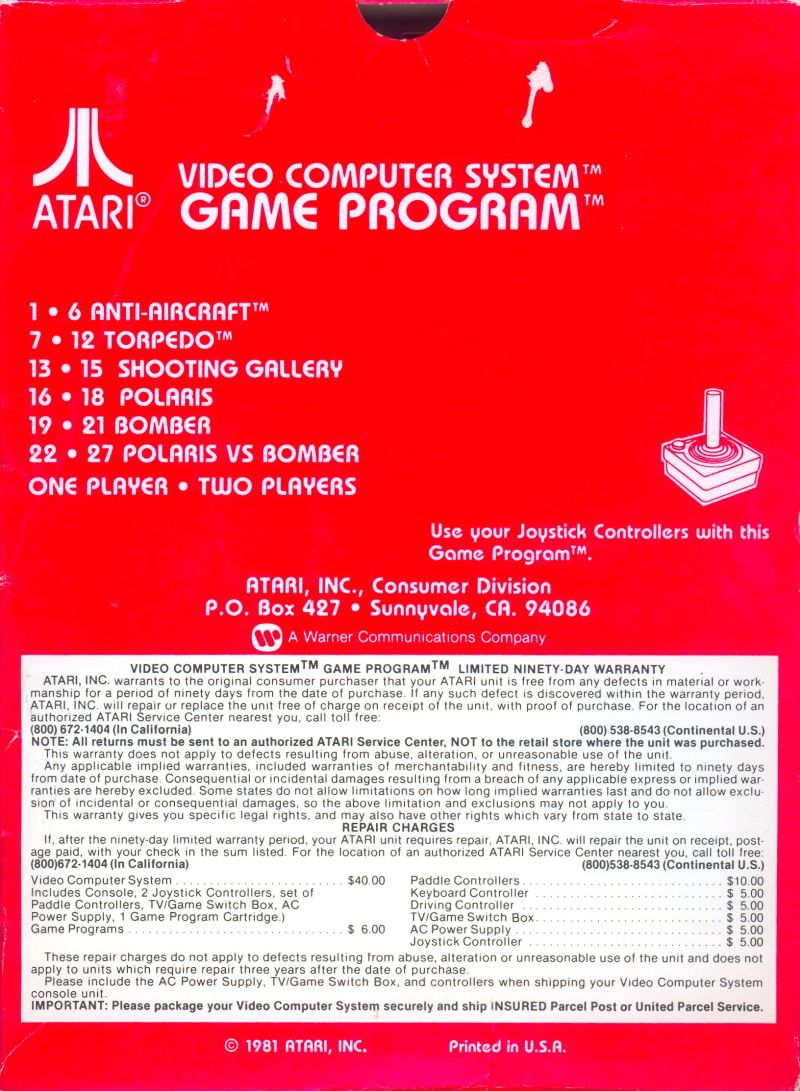 ATARI®
VIDEO COMPUTER SYSTEM™
GAME PROGRAM™
1 • 6 ANTI-AIRCRAFT™
7 • 12 TORPEDO™
13 • 15 SHOOTING GALLERY
16 • 18 POLARIS
19 • 21 BOMBER
22 • 27 POLARIS VS BOMBER
ONE PLAYER • TWO PLAYERS
Use your Joystick Controllers with this
Game Program™.
ATARI, INC., Consumer Division
P.O. Box 427 • Sunnyvale, CA. 94086
A Warner Communications Company
VIDEO COMPUTER SYSTEM™ GAME PROGRAM™ LIMITED NINETY-DAY WARRANTY
ATARI, INC. warrants to the original consumer purchaser that your ATARI unit is free from any defects in material or work-
manship for a period of ninety days from the date of purchase. If any such defect is discovered within the warranty period,
ATARI, INC. will repair or replace the unit free of charge on receipt of the unit, with proof of purchase. For the location of an
authorized ATARI Service Center nearest you, call toll free:
(800) 672-1404 (In California) (800) 538-8543 (Continental U.S.)
NOTE: All returns must be sent to an authorized ATARI Service Center, NOT to the retail store where the unit was purchased.
This warranty does not apply to defects resulting from abuse, alteration, or unreasonable use of the unit.
Any applicable implied warranties, included warranties of merchantability and fitness, are hereby limited to ninety days
from date of purchase. Consequential or incidental damages resulting from a breach of any applicable express or implied war-
ranties are hereby excluded. Some states do not allow limitations on how long implied warranties last and do not allow exclu-
sion of incidental or consequential damages, so the above limitation and exclusions may not apply to you.
This warranty gives you specific legal rights, and may also have other rights which vary from state to state.
REPAIR CHARGES
If, after the ninety-day limited warranty period, your ATARI unit requires repair, ATARI, INC. will repair the unit on receipt, post-
age paid, with your check in the sum listed. For the location of an authorized ATARI Service Center nearest you, call toll free:
(800)672-1404 (In California) (800)538-8543 (Continental U.S.)
Video Computer System . . . . . . . . . . . . . . . . . . . . . . $40.00
Includes Console, 2 Joystick Controllers, set of
Paddle Controllers, TV/Game Switch Box, AC
Power Supply, 1 Game Program Cartridge.)
Game Programs . . . . . . . . . . . . . . . . . . . . . . . . . . . . $ 6.00
Paddle Controllers . . . . . . . . . . . . . . . . . . . . . . . . . . $10.00
Keyboard Controller . . . . . . . . . . . . . . . . . . . . . . . . $ 5.00
Driving Controller . . . . . . . . . . . . . . . . . . . . . . . . . . $ 5.00
TV/Game Switch Box . . . . . . . . . . . . . . . . . . . . . . . . $ 5.00
AC Power Supply . . . . . . . . . . . . . . . . . . . . . . . . . . $ 5.00
Joystick Controller . . . . . . . . . . . . . . . . . . . . . . . . . $ 5.00
These repair charges do not apply to defects resulting from abuse, alteration or unreasonable use of the unit and does not
apply to units which require repair three years after the date of purchase.
Please include the AC Power Supply, TV/Game Switch Box, and controllers when shipping your Video Computer System
console unit.
IMPORTANT: Please package your Video Computer System securely and ship INSURED Parcel Post or United Parcel Service.
© 1981 ATARI, INC. Printed in U.S.A.